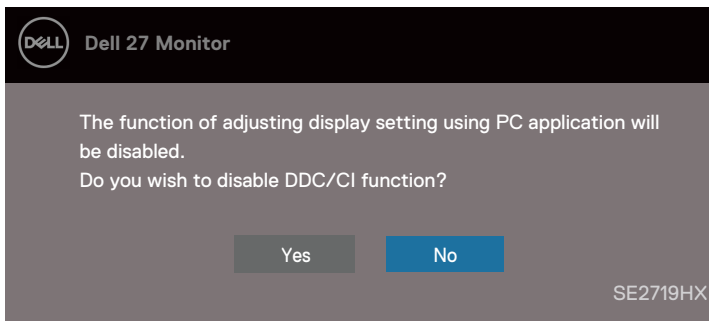 DELL
Dell 27 Monitor
The function of adjusting display setting using PC application will
be disabled.
Do you wish to disable DDC/CI function?
Yes No
SE2719HX